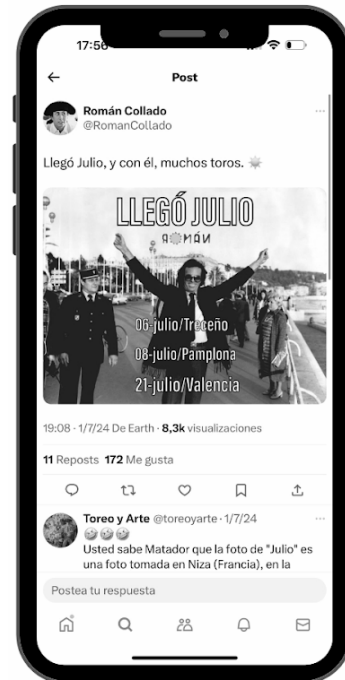 17:56
Post
Román Collado
@RomanCollado
Llegó Julio, y con él, muchos toros.
LLEGÓ JULIO
06-julio/Treceño
08-julio/Pamplona
21-julio/Valencia
19:08 · 1/7/24 De Earth · 8,3k visualizaciones
11 Reposts 172 Me gusta
Toreo y Arte @toreoyarte · 1/7/24
Usted sabe Matador que la foto de "Julio" es
una foto tomada en Niza (Francia), en la
Postea tu respuesta